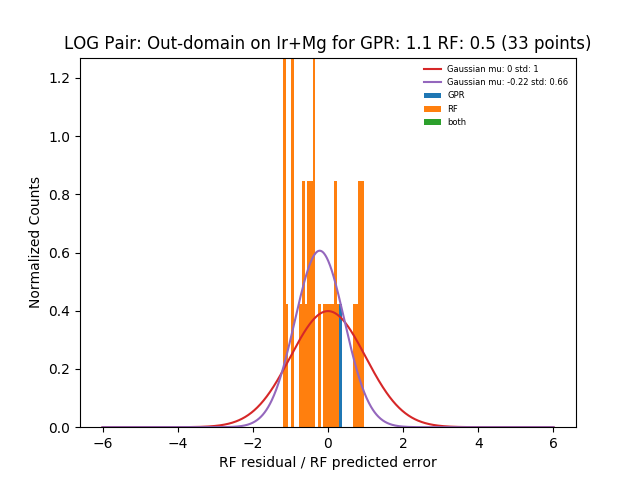 LOG Pair: Out-domain on Ir+Mg for GPR: 1.1 RF: 0.5 (33 points)
Gaussian mu: 0 std: 1
Gaussian mu: -0.22 std: 0.66
GPR
RF
both
Normalized Counts
1.2
1.0
0.8
0.6
0.4
0.2
0.0
−6 −4 −2 0 2 4 6
RF residual / RF predicted error